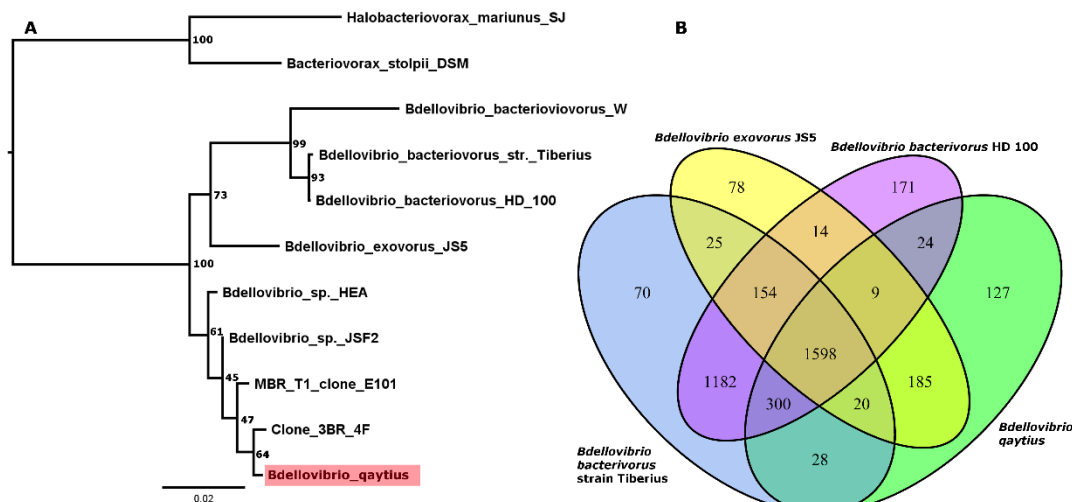 A
Halobacteriovorax_mariunus_SJ
100
Bacteriovorax_stolpii_DSM
Bdellovibrio_bacterioviovorus_W
99
Bdellovibrio_bacteriovorus_str._Tiberius
93
Bdellovibrio_bacteriovorus_HD_100
73
Bdellovibrio_exovorus_JS5
100
Bdellovibrio_sp._HEA
61
Bdellovibrio_sp._JSF2
45
MBR_T1_clone_E101
47
Clone_3BR_4F
64
Bdellovibrio_qaytius
0.02
B
Bdellovibrio exovorus JS5
Bdellovibrio bacterivorus HD 100
78
171
25
14
24
70
154
9
127
1598
1182
185
300
20
28
Bdellovibrio
bacterivorus
strain Tiberius
Bdellovibrio
qaytius